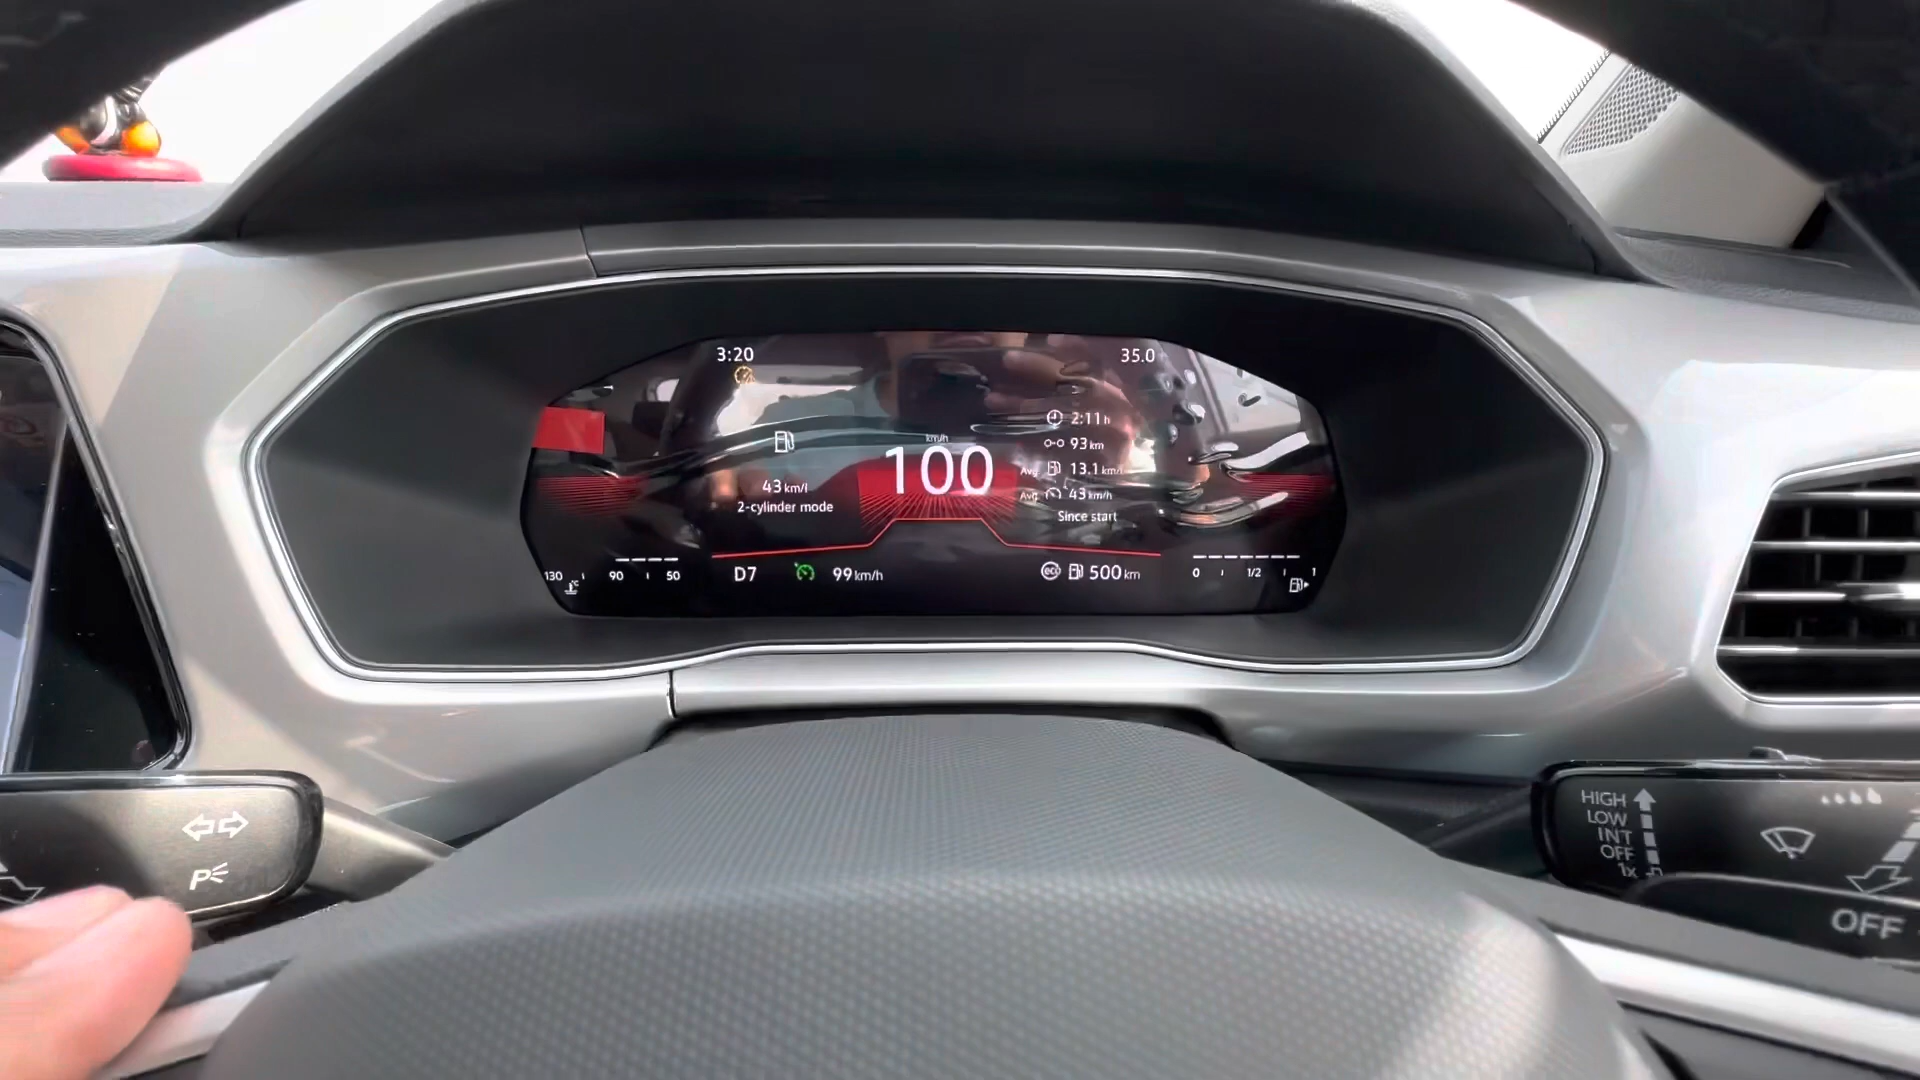 3:20
35.0
2:11 h
km/h
93 km
100
Avg 13.1 km/l
43 km/l
Avg 43 km/h
2-cylinder mode
Since start
130 90 50
D7 99 km/h
eco 500 km
0 1/2 1
°C
HIGH
LOW
INT
OFF
1x
P
OFF